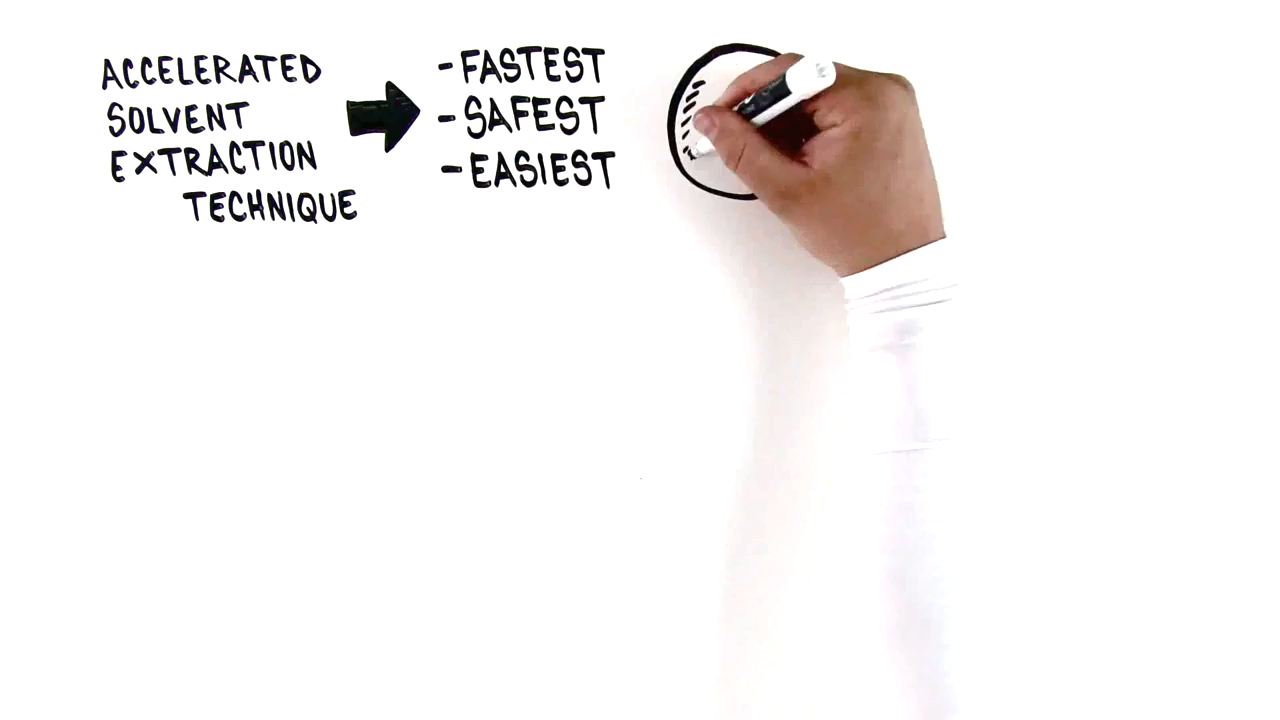 ACCELERATED
SOLVENT
EXTRACTION
TECHNIQUE
- FASTEST
- SAFEST
- EASIEST